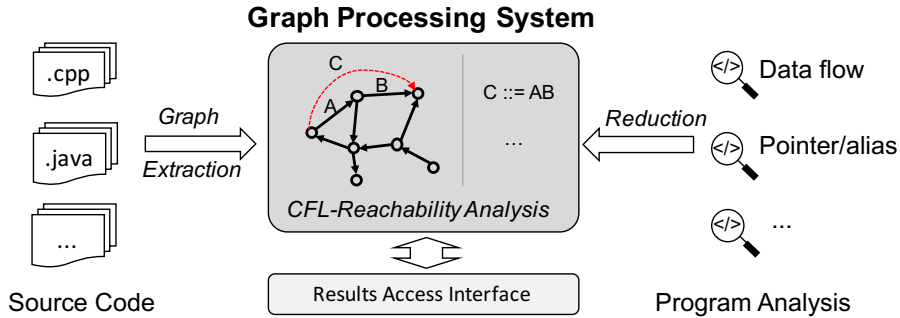 Graph Processing System
.cpp
.java
...
Source Code
Graph
Extraction
C
A
B
C ::= AB
...
CFL-Reachability Analysis
Reduction
</> Data flow
</> Pointer/alias
</> ...
Program Analysis
Results Access Interface